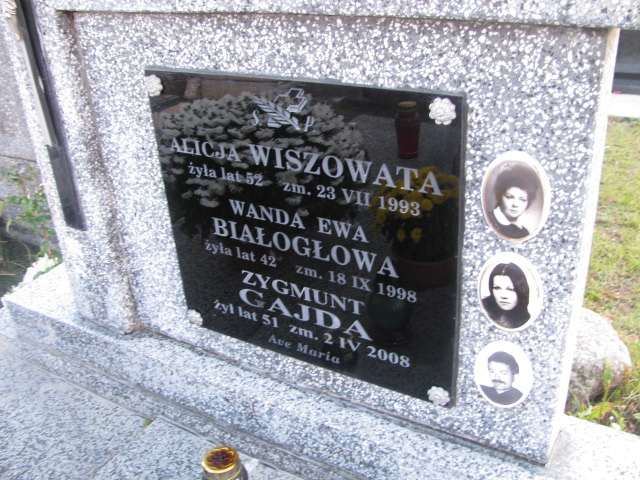 Ś P
ALICJA WISZOWATA
żyła lat 52 zm. 23 VII 1993
WANDA EWA
BIAŁOGŁOWA
żyła lat 42 zm. 18 IX 1998
ZYGMUNT
GAJDA
żył lat 51 zm. 2 IV 2008
Ave Maria